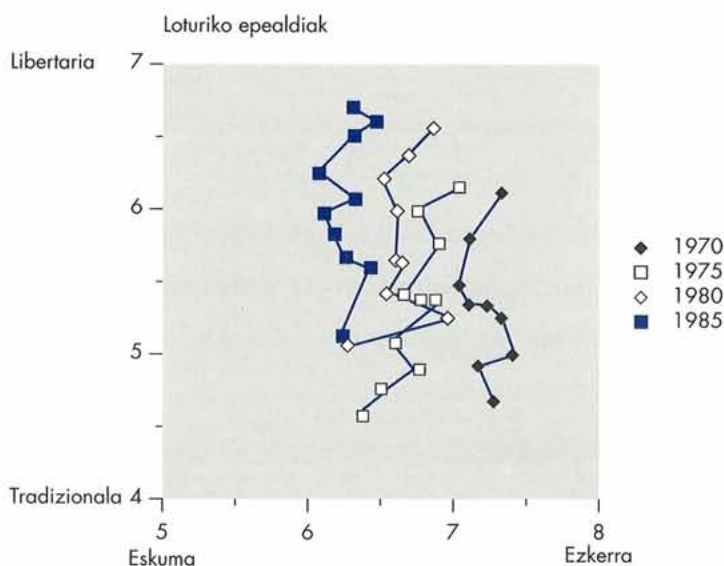 Loturiko epealdiak
Libertaria 7
6
5
Tradizionala 4
5 6 7 8
Eskuma Ezkerra
1970
1975
1980
1985